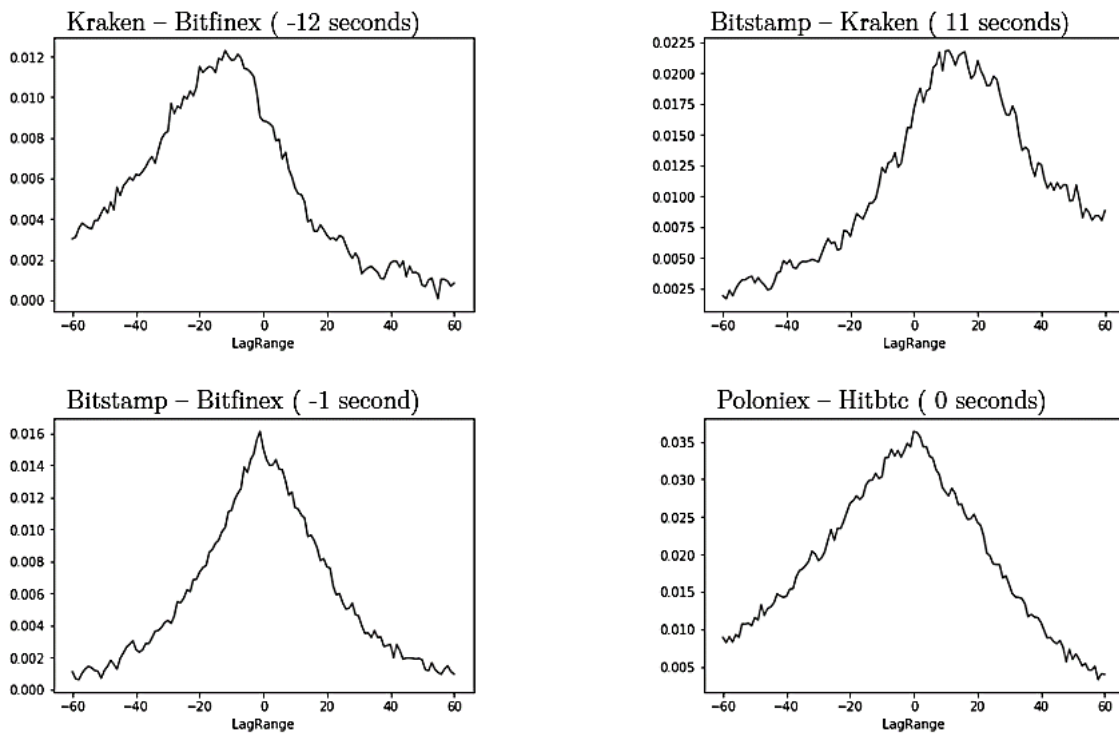 Kraken – Bitfinex ( -12 seconds)
0.012
0.010
0.008
0.006
0.004
0.002
0.000
−60 −40 −20 0 20 40 60
LagRange
Bitstamp – Kraken ( 11 seconds)
0.0225
0.0200
0.0175
0.0150
0.0125
0.0100
0.0075
0.0050
0.0025
−60 −40 −20 0 20 40 60
LagRange
Bitstamp – Bitfinex ( -1 second)
0.016
0.014
0.012
0.010
0.008
0.006
0.004
0.002
0.000
−60 −40 −20 0 20 40 60
LagRange
Poloniex – Hitbtc ( 0 seconds)
0.035
0.030
0.025
0.020
0.015
0.010
0.005
−60 −40 −20 0 20 40 60
LagRange